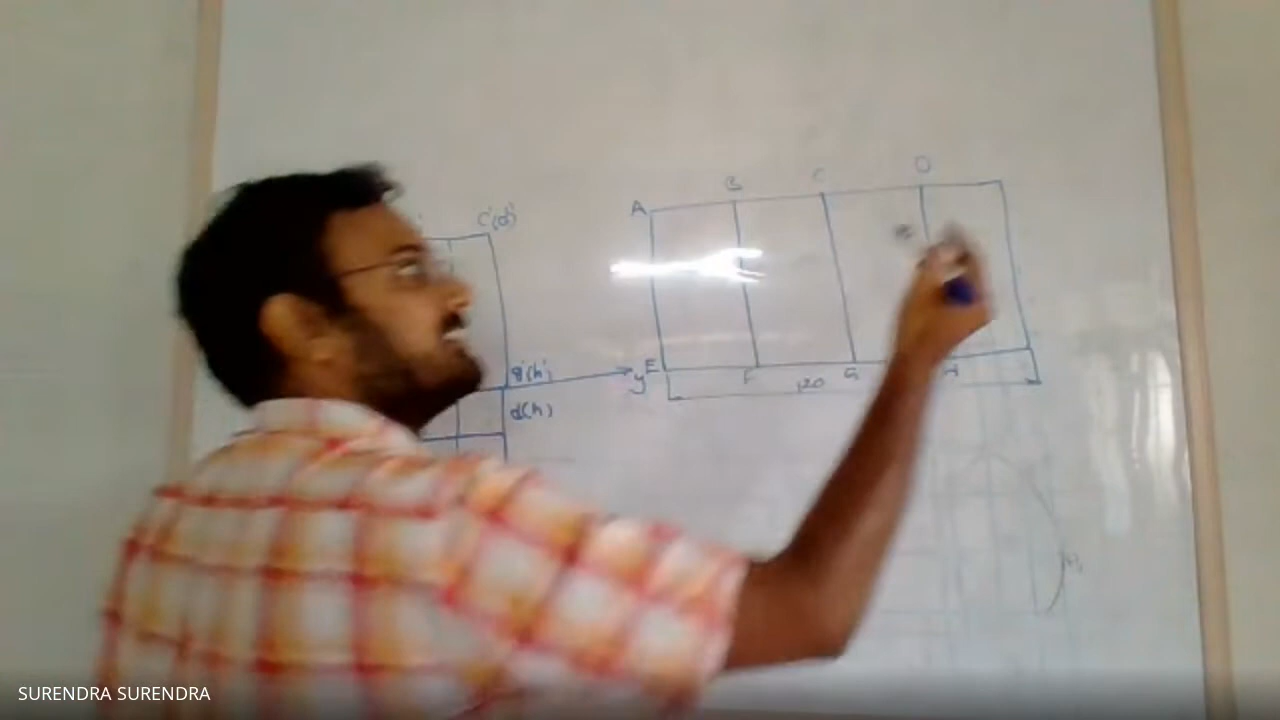 A B C D
c'(d')
E F G H
g'(h')
y
120
d(h)
SURENDRA SURENDRA